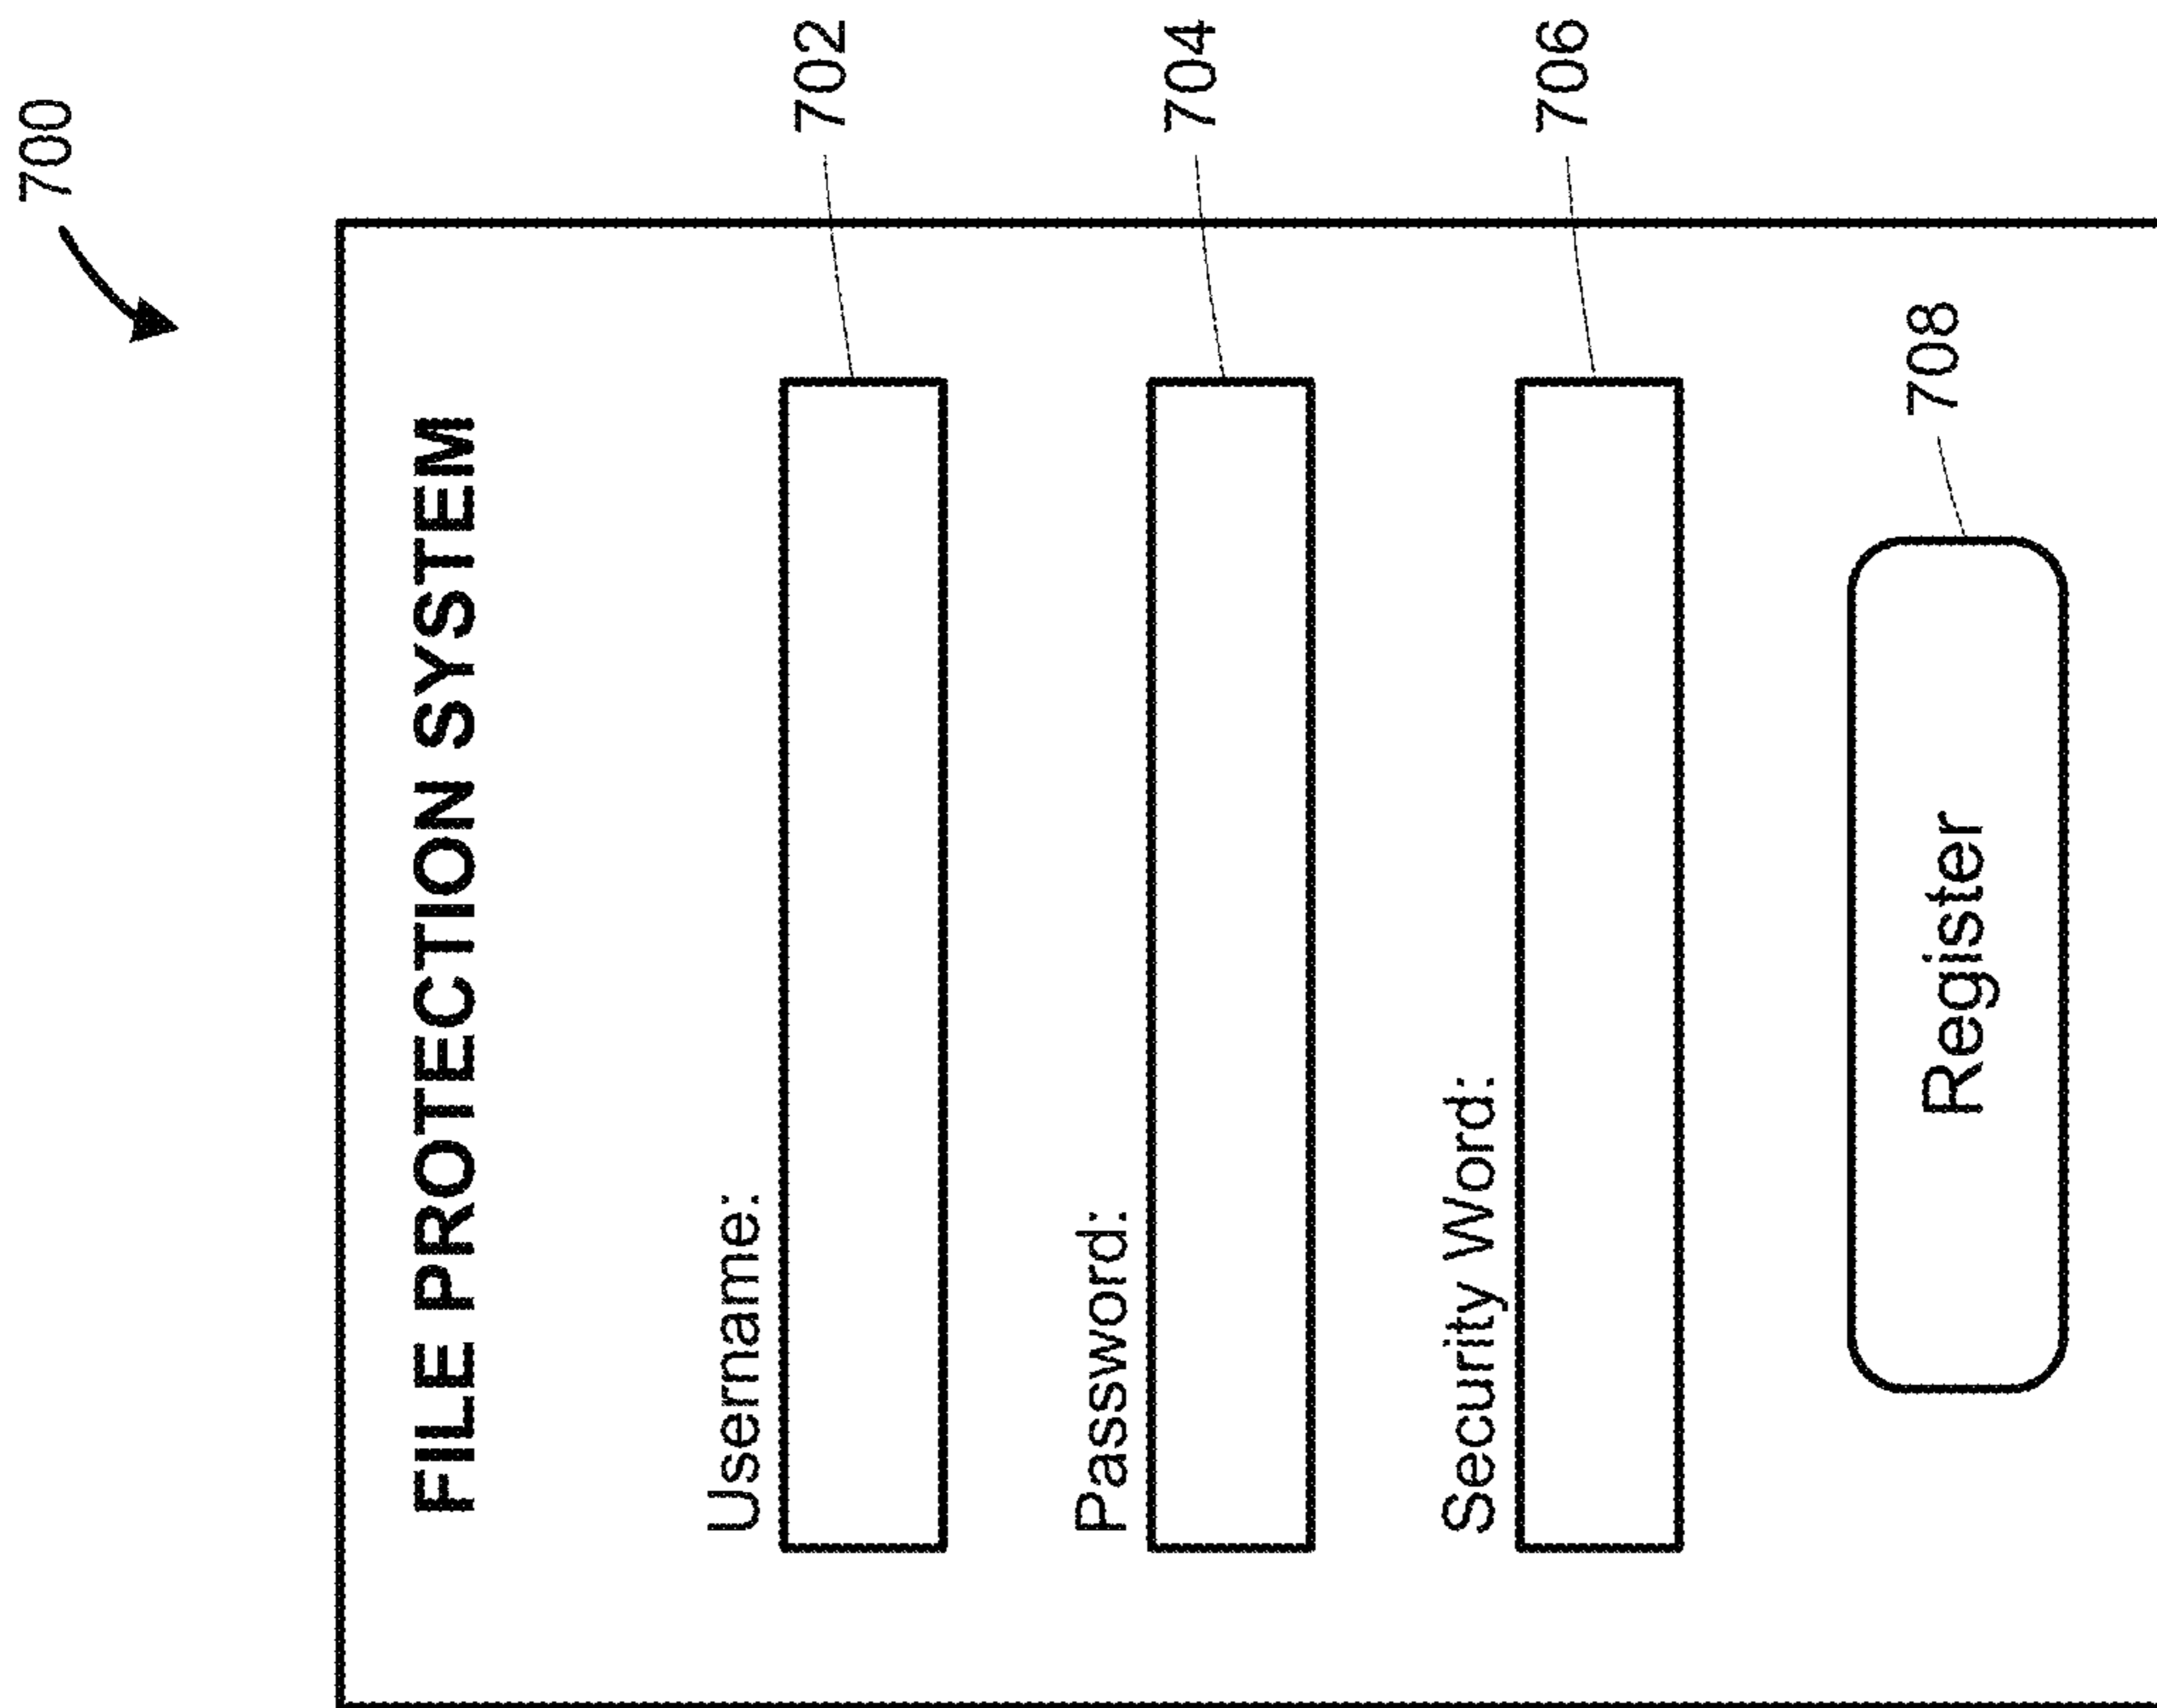 700
FILE PROTECTION SYSTEM
Username:
702
Password:
704
Security Word:
706
708
Register